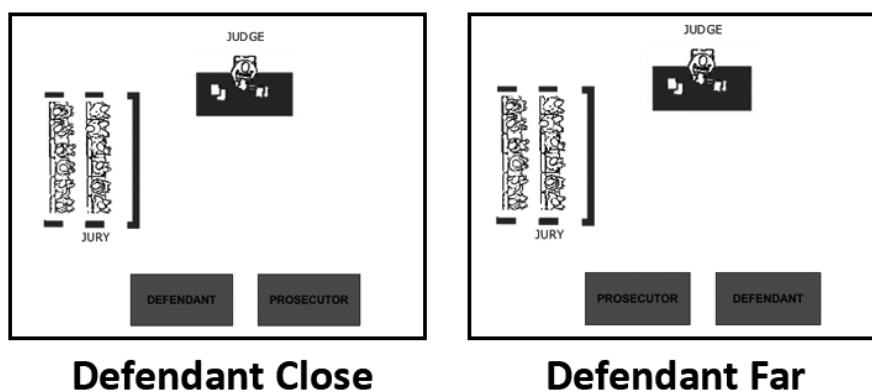 JUDGE
JURY
DEFENDANT
PROSECUTOR
Defendant Close
JUDGE
JURY
PROSECUTOR
DEFENDANT
Defendant Far